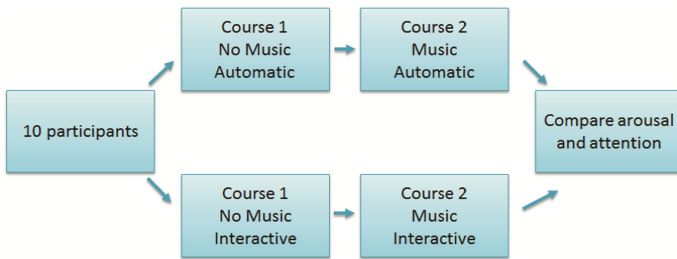 10 participants
Course 1
No Music
Automatic
Course 2
Music
Automatic
Course 1
No Music
Interactive
Course 2
Music
Interactive
Compare arousal
and attention